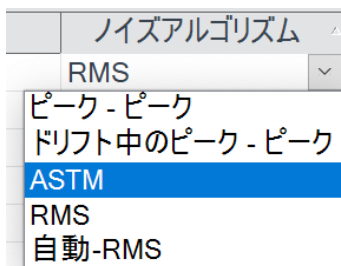 ノイズアルゴリズム
RMS
ピーク - ピーク
ドリフト中のピーク - ピーク
ASTM
RMS
自動-RMS